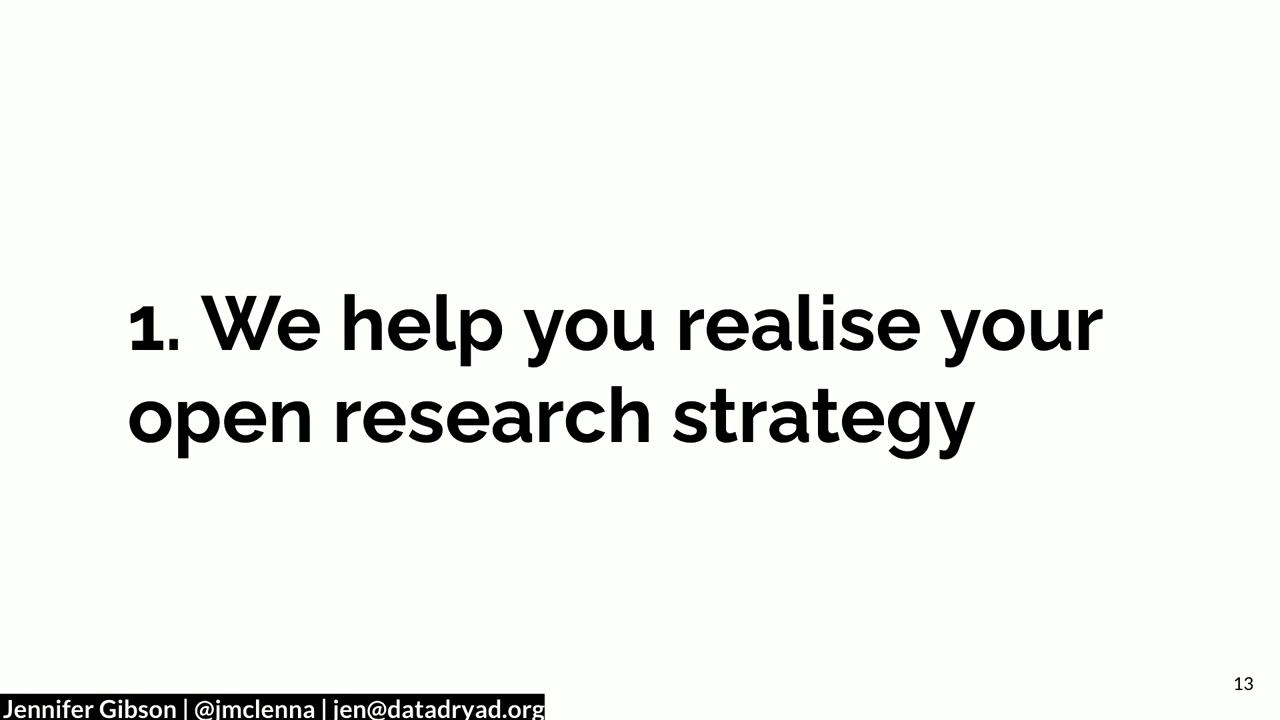 1. We help you realise your
open research strategy
13
Jennifer Gibson | @jmclenna | jen@datadryad.org